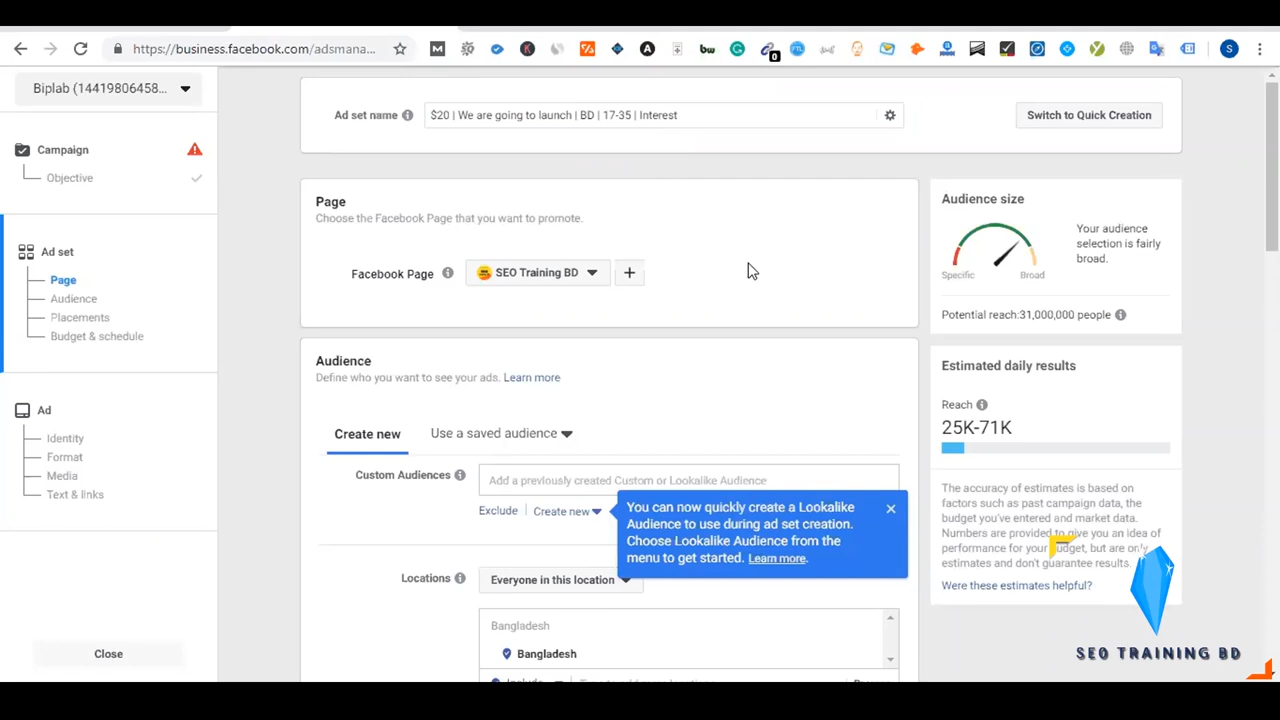 https://business.facebook.com/adsmana...
Biplab (14419806458...
Campaign
Objective
Ad set
Page
Audience
Placements
Budget & schedule
Ad
Identity
Format
Media
Text & links
Close
Ad set name
$20 | We are going to launch | BD | 17-35 | Interest
Switch to Quick Creation
Page
Choose the Facebook Page that you want to promote.
Facebook Page
SEO Training BD
+
Audience
Define who you want to see your ads. Learn more
Create new
Use a saved audience
Custom Audiences
Add a previously created Custom or Lookalike Audience
Exclude
Create new
You can now quickly create a Lookalike
Audience to use during ad set creation.
Choose Lookalike Audience from the
menu to get started. Learn more.
Locations
Everyone in this location
Bangladesh
Bangladesh
Include
Audience size
Specific
Broad
Your audience
selection is fairly
broad.
Potential reach:31,000,000 people
Estimated daily results
Reach
25K-71K
The accuracy of estimates is based on
factors such as past campaign data, the
budget you've entered and market data.
Numbers are provided to give you an idea of
performance for your budget, but are only
estimates and don't guarantee results.
Were these estimates helpful?
SEO TRAINING BD